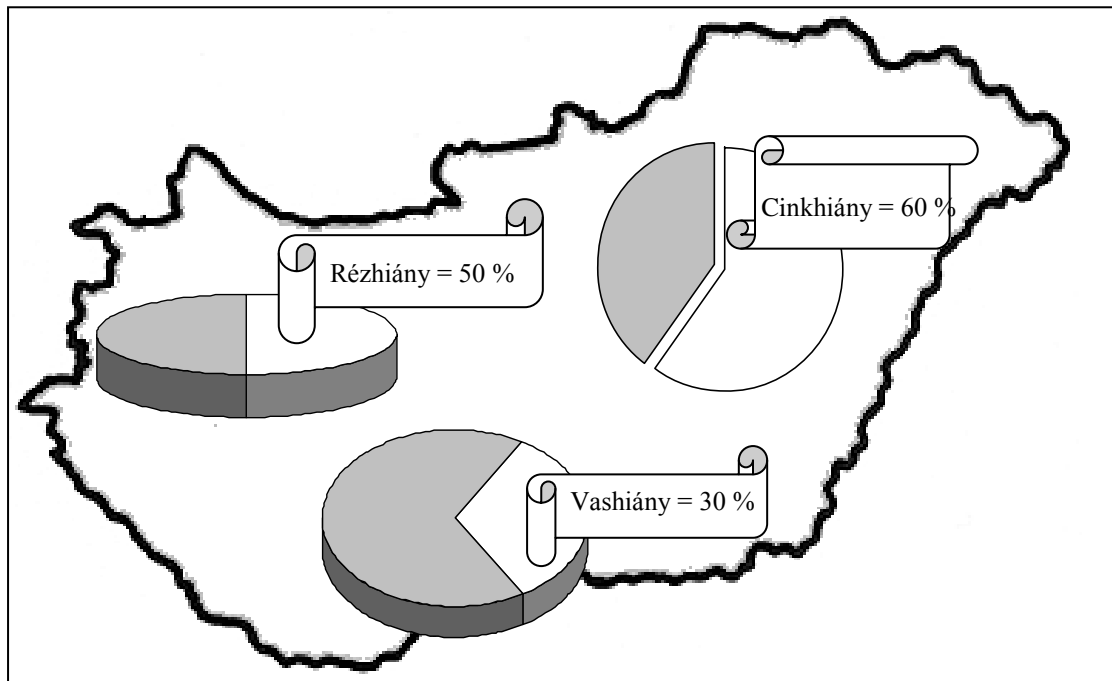 Cinkhiány = 60 %
Rézhiány = 50 %
Vashiány = 30 %